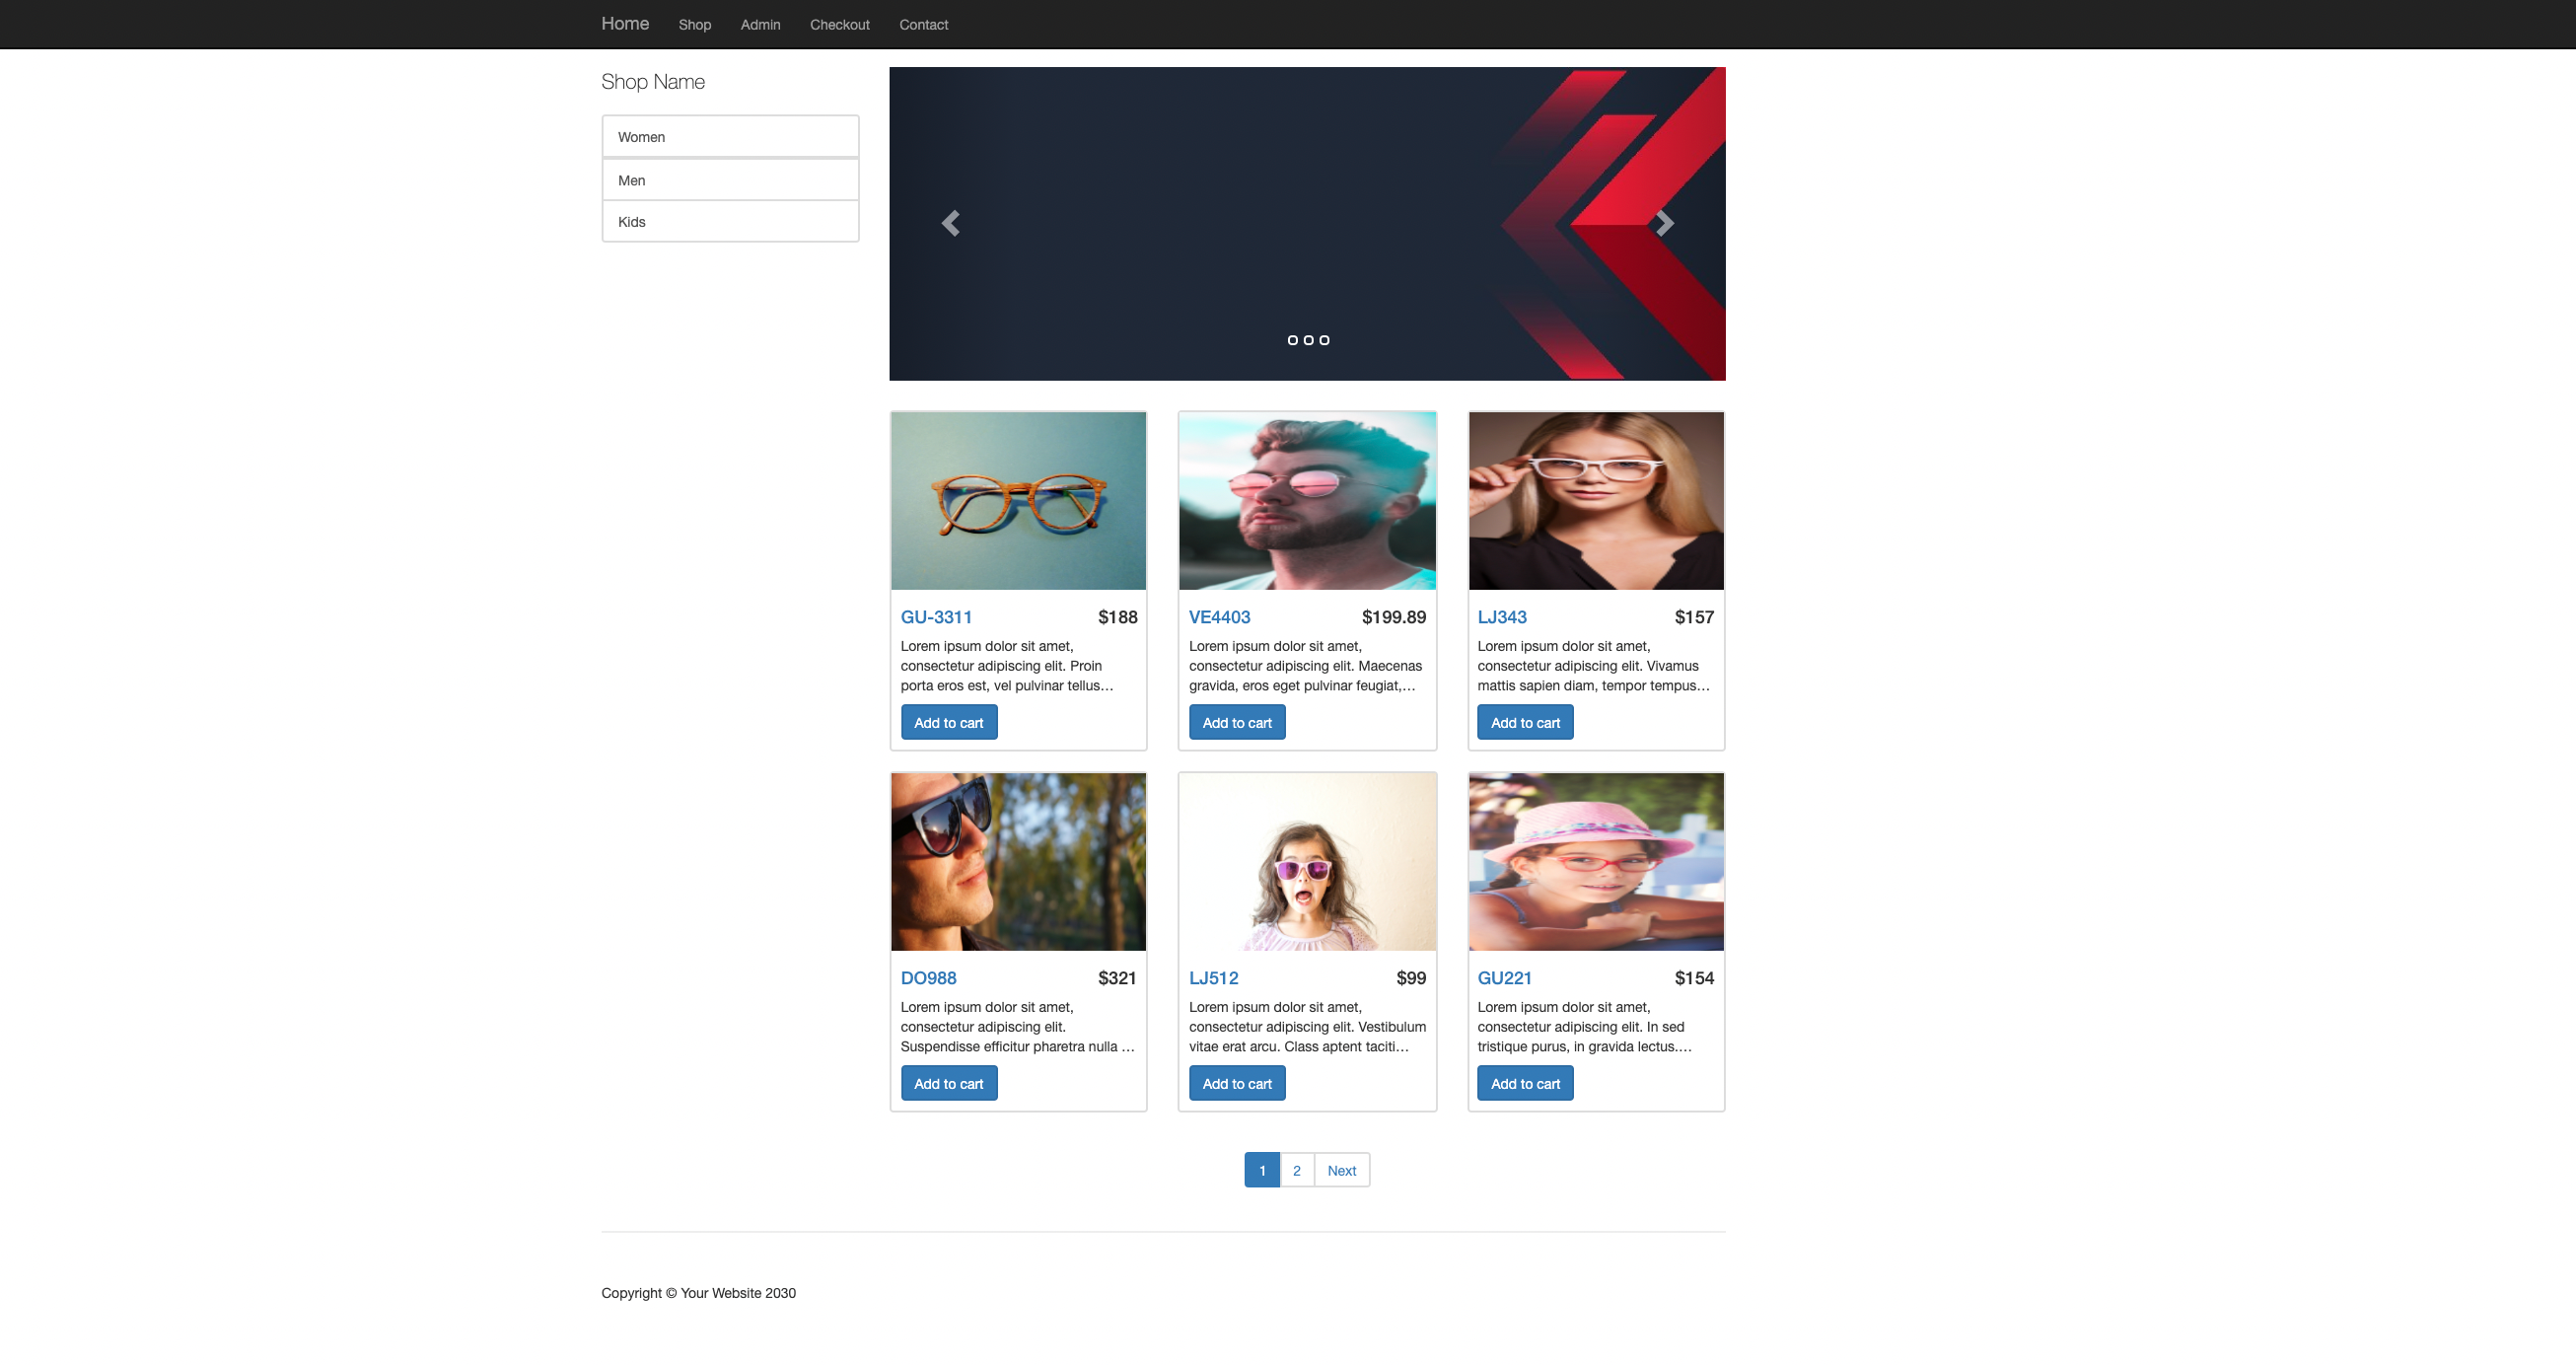 Home Shop Admin Checkout Contact
Shop Name
Women
Men
Kids
GU-3311 $188
Lorem ipsum dolor sit amet,
consectetur adipiscing elit. Proin
porta eros est, vel pulvinar tellus...
Add to cart
VE4403 $199.89
Lorem ipsum dolor sit amet,
consectetur adipiscing elit. Maecenas
gravida, eros eget pulvinar feugiat,...
Add to cart
LJ343 $157
Lorem ipsum dolor sit amet,
consectetur adipiscing elit. Vivamus
mattis sapien diam, tempor tempus...
Add to cart
DO988 $321
Lorem ipsum dolor sit amet,
consectetur adipiscing elit.
Suspendisse efficitur pharetra nulla ...
Add to cart
LJ512 $99
Lorem ipsum dolor sit amet,
consectetur adipiscing elit. Vestibulum
vitae erat arcu. Class aptent taciti...
Add to cart
GU221 $154
Lorem ipsum dolor sit amet,
consectetur adipiscing elit. In sed
tristique purus, in gravida lectus....
Add to cart
1 2 Next
Copyright © Your Website 2030